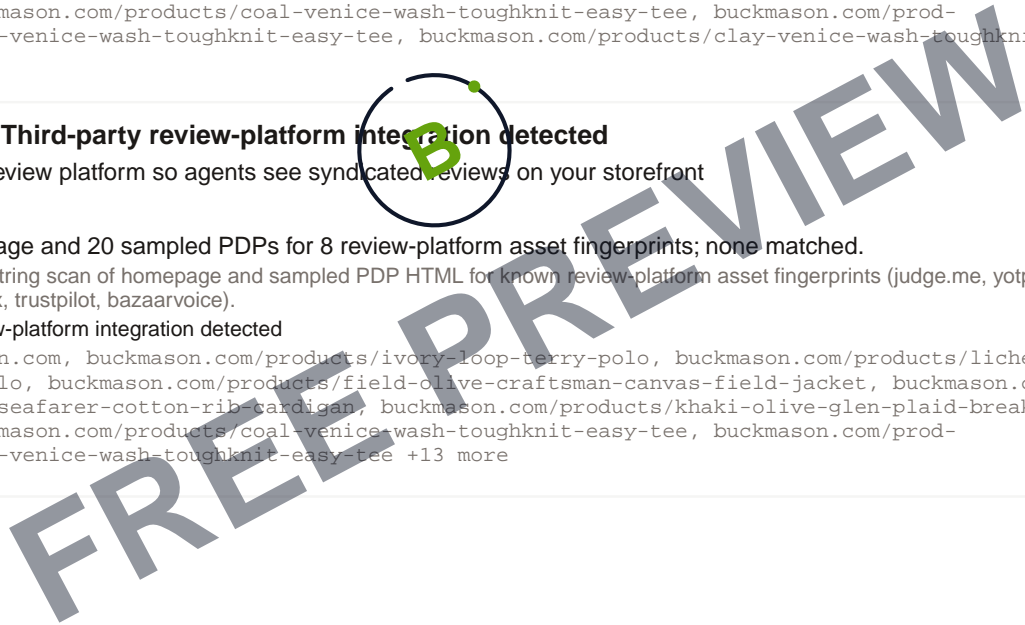 mason.com/products/coal-venice-wash-toughknit-easy-tee, buckmason.com/prod-
-venice-wash-toughknit-easy-tee, buckmason.com/products/clay-venice-wash-toughkni
Third-party review-platform integration detected
B
eview platform so agents see syndicated reviews on your storefront
age and 20 sampled PDPs for 8 review-platform asset fingerprints; none matched.
tring scan of homepage and sampled PDP HTML for known review-platform asset fingerprints (judge.me, yotp
x, trustpilot, bazaarvoice).
w-platform integration detected
n.com, buckmason.com/products/ivory-loop-terry-polo, buckmason.com/products/liche
lo, buckmason.com/products/field-olive-craftsman-canvas-field-jacket, buckmason.c
seafarer-cotton-rib-cardigan, buckmason.com/products/khaki-olive-glen-plaid-break
mason.com/products/coal-venice-wash-toughknit-easy-tee, buckmason.com/prod-
-venice-wash-toughknit-easy-tee +13 more
FREE PREVIEW